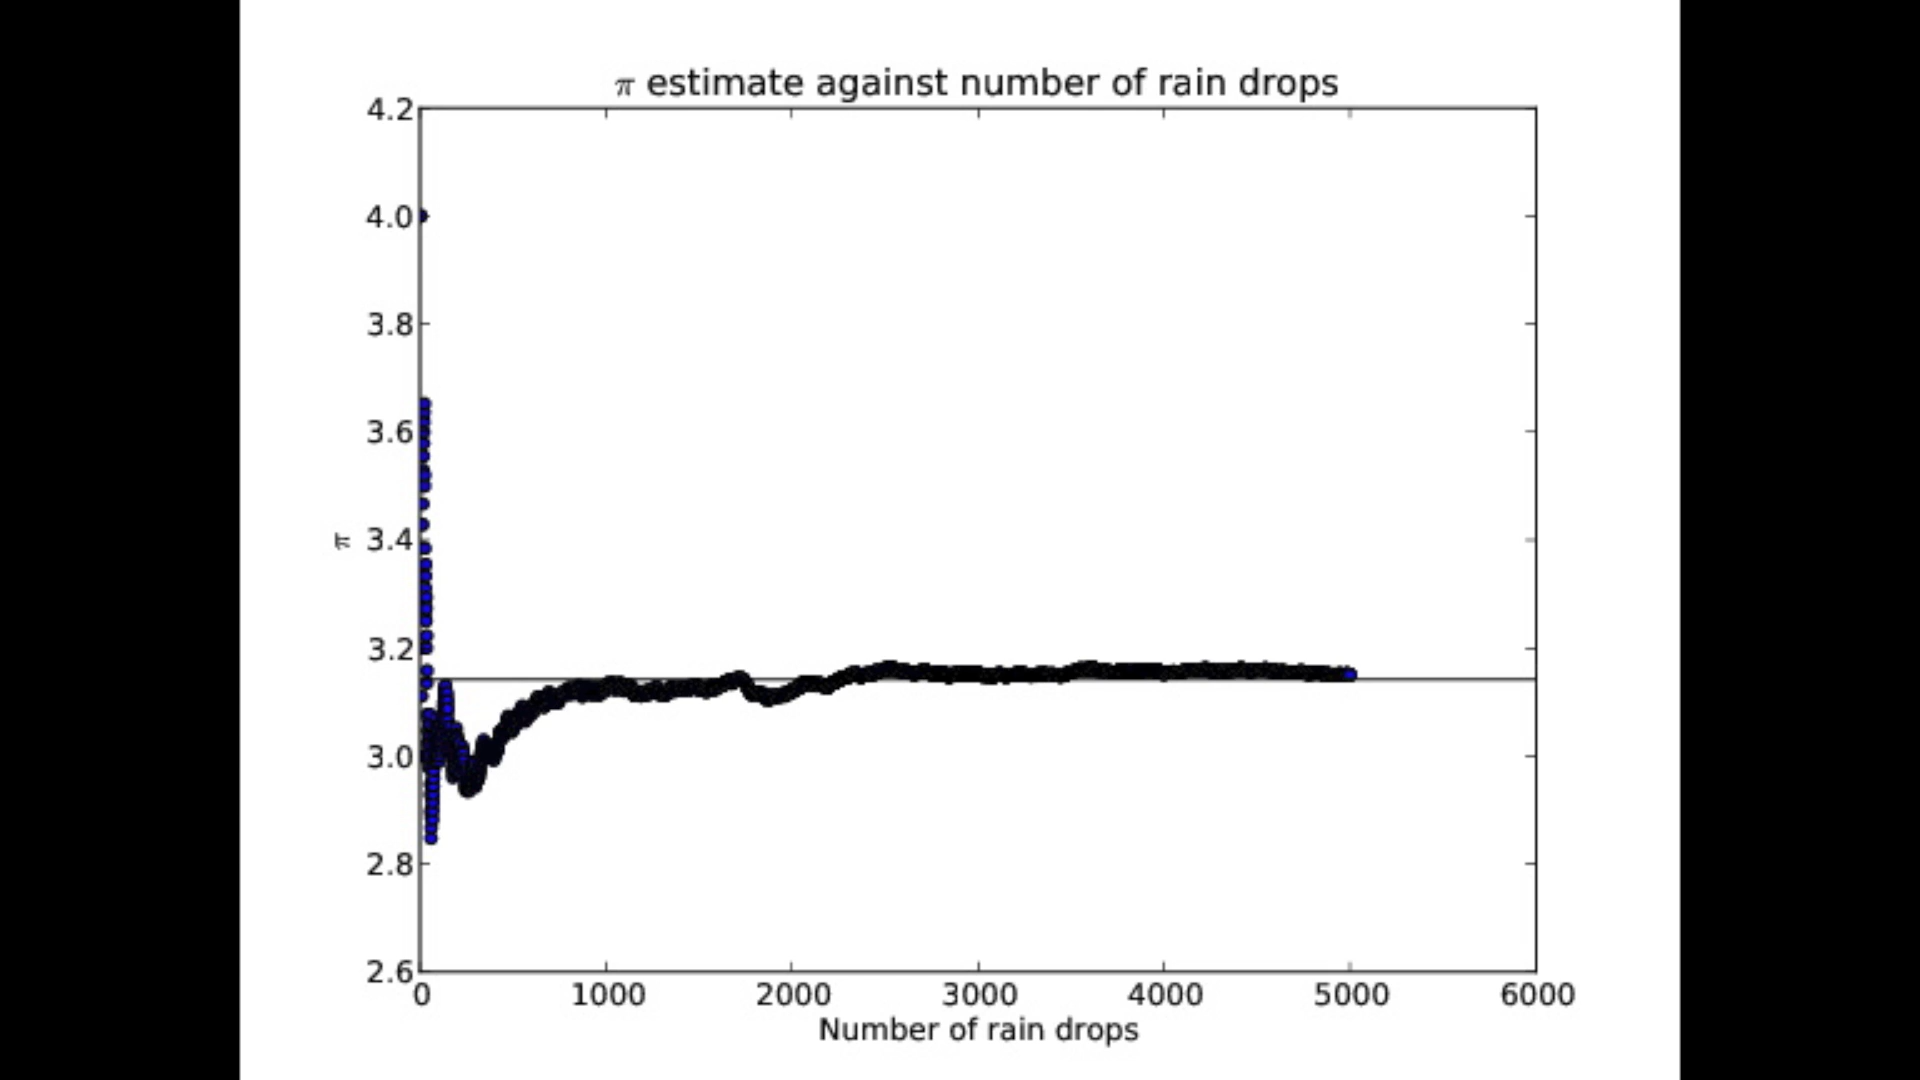 π estimate against number of rain drops
4.2
4.0
3.8
3.6
3.4
3.2
3.0
2.8
2.6
π
0 1000 2000 3000 4000 5000 6000
Number of rain drops